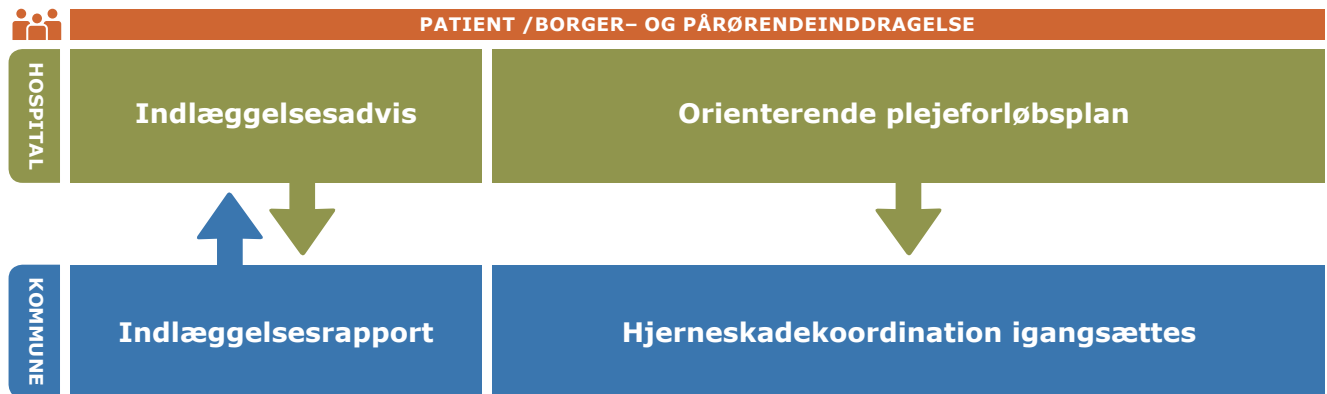 PATIENT /BORGER– OG PÅRØRENDEINDDRAGELSE
HOSPITAL
Indlæggelsesadvis
Orienterende plejeforløbsplan
KOMMUNE
Indlæggelsesrapport
Hjerneskadekoordination igangsættes